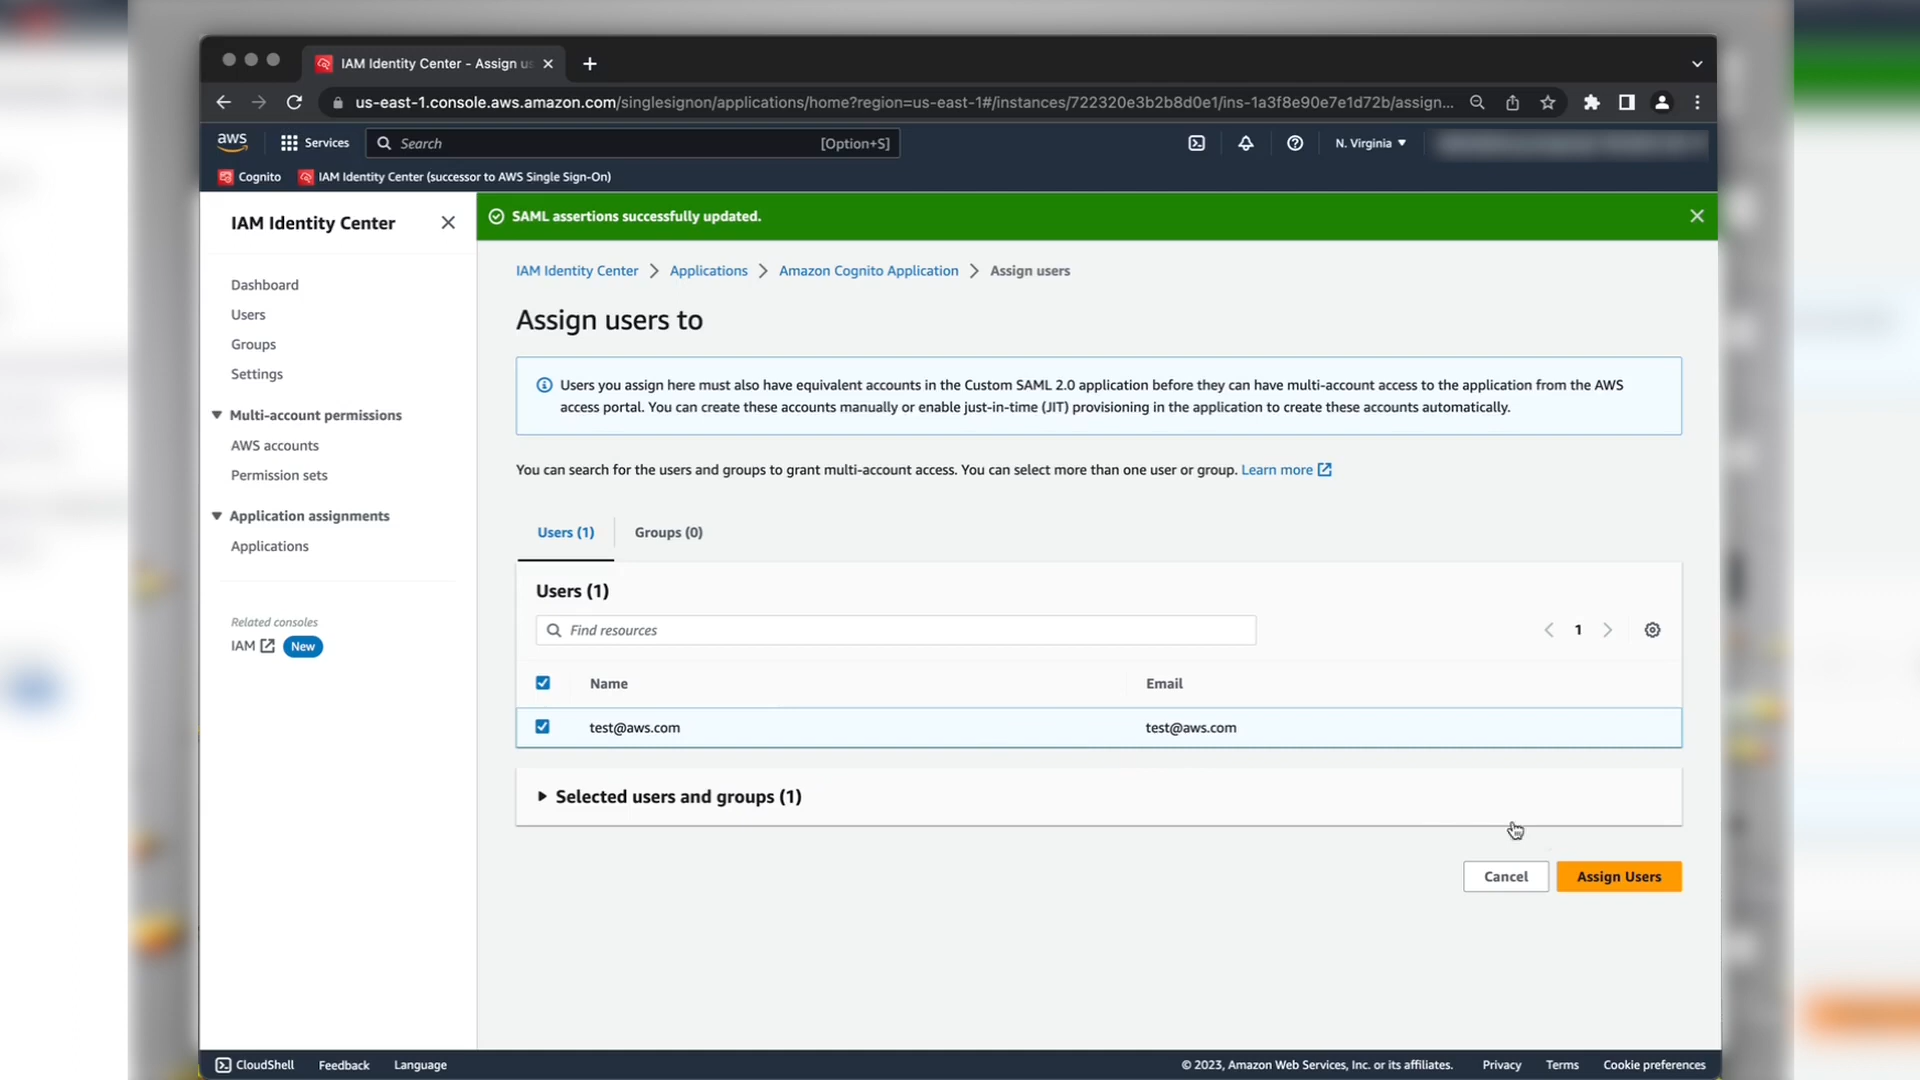 IAM Identity Center - Assign us
us-east-1.console.aws.amazon.com/singlesignon/applications/home?region=us-east-1#/instances/722320e3b2b8d0e1/ins-1a3f8e90e7e1d72b/assign...
aws
Services
Search
[Option+S]
N. Virginia
Cognito
IAM Identity Center (successor to AWS Single Sign-On)
IAM Identity Center
Dashboard
Users
Groups
Settings
Multi-account permissions
AWS accounts
Permission sets
Application assignments
Applications
Related consoles
IAM
New
SAML assertions successfully updated.
IAM Identity Center > Applications > Amazon Cognito Application > Assign users
Assign users to
Users you assign here must also have equivalent accounts in the Custom SAML 2.0 application before they can have multi-account access to the application from the AWS
access portal. You can create these accounts manually or enable just-in-time (JIT) provisioning in the application to create these accounts automatically.
You can search for the users and groups to grant multi-account access. You can select more than one user or group. Learn more
Users (1)
Groups (0)
Users (1)
Find resources
1
Name
Email
test@aws.com
test@aws.com
Selected users and groups (1)
Cancel
Assign Users
CloudShell
Feedback
Language
© 2023, Amazon Web Services, Inc. or its affiliates.
Privacy
Terms
Cookie preferences